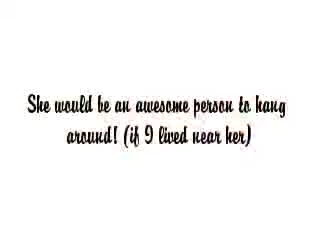 She would be an awesome person to hang
around! (if I lived near her)